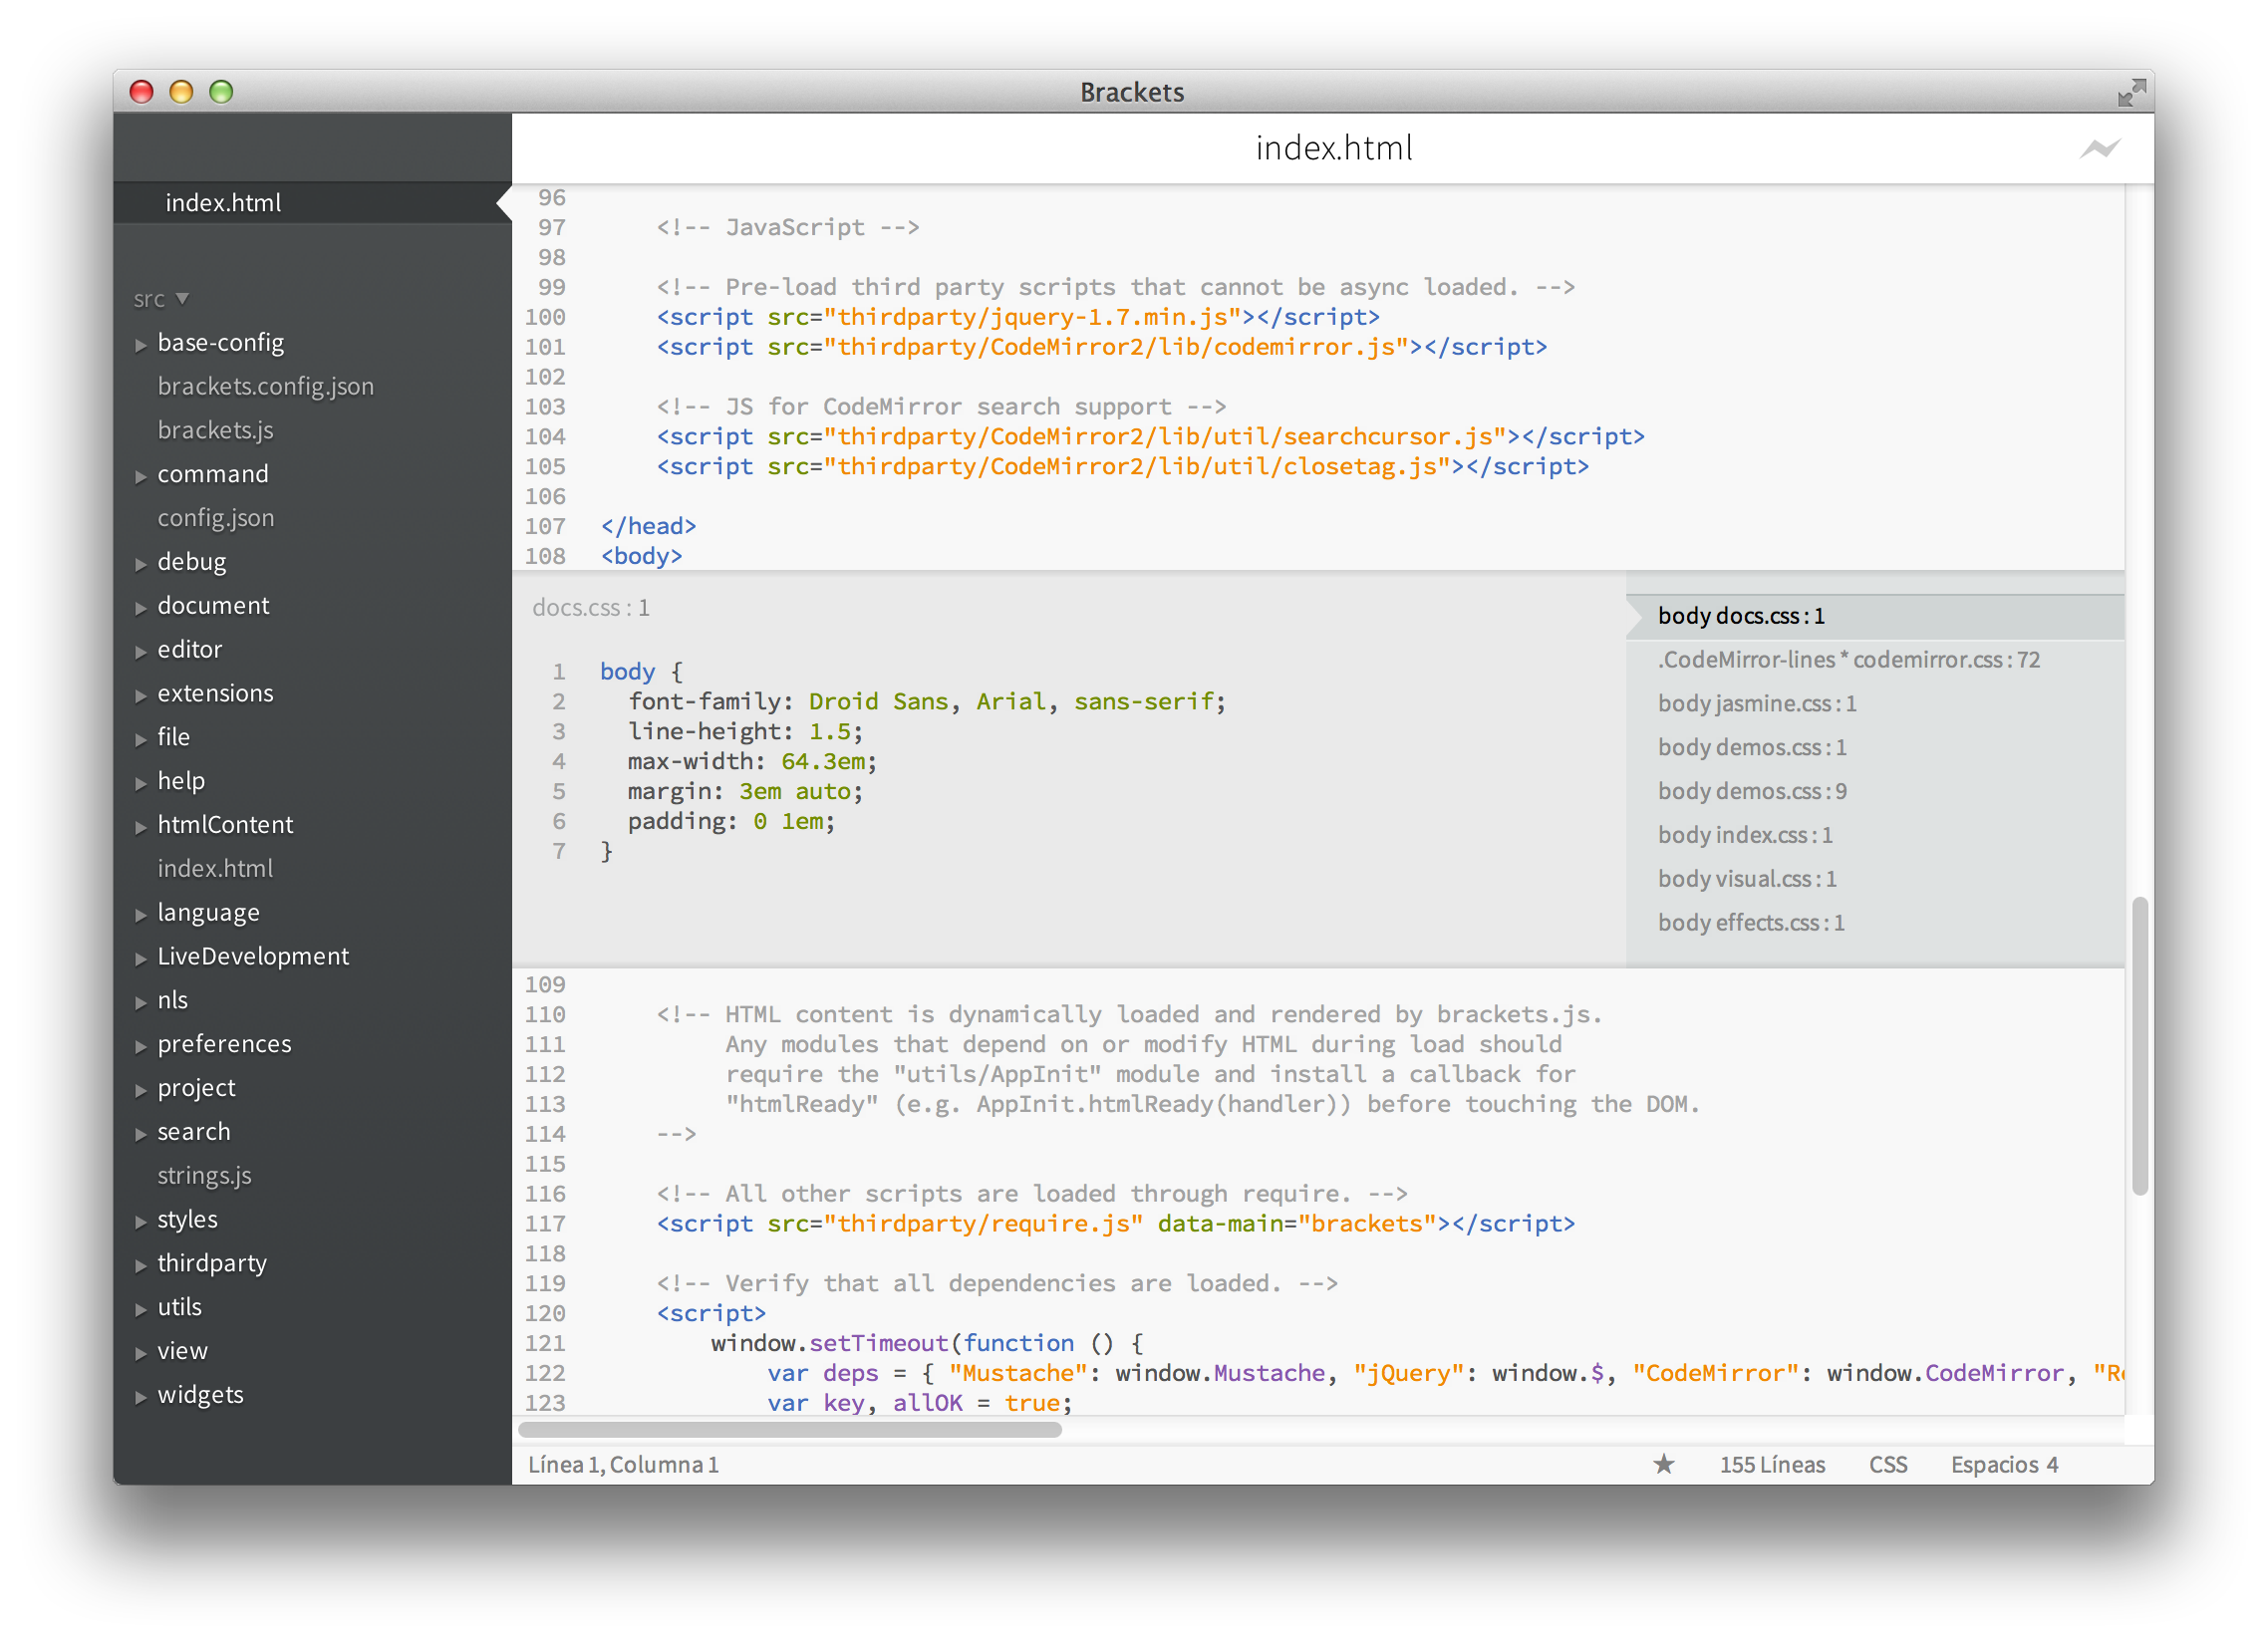 Brackets
index.html
index.html
src
base-config
brackets.config.json
brackets.js
command
config.json
debug
document
editor
extensions
file
help
htmlContent
index.html
language
LiveDevelopment
nls
preferences
project
search
strings.js
styles
thirdparty
utils
view
widgets
96
97 <!-- JavaScript -->
98
99 <!-- Pre-load third party scripts that cannot be async loaded. -->
100 <script src="thirdparty/jquery-1.7.min.js"></script>
101 <script src="thirdparty/CodeMirror2/lib/codemirror.js"></script>
102
103 <!-- JS for CodeMirror search support -->
104 <script src="thirdparty/CodeMirror2/lib/util/searchcursor.js"></script>
105 <script src="thirdparty/CodeMirror2/lib/util/closetag.js"></script>
106
107 </head>
108 <body>
docs.css : 1
1 body {
2 font-family: Droid Sans, Arial, sans-serif;
3 line-height: 1.5;
4 max-width: 64.3em;
5 margin: 3em auto;
6 padding: 0 1em;
7 }
body docs.css : 1
.CodeMirror-lines * codemirror.css : 72
body jasmine.css : 1
body demos.css : 1
body demos.css : 9
body index.css : 1
body visual.css : 1
body effects.css : 1
109
110 <!-- HTML content is dynamically loaded and rendered by brackets.js.
111 Any modules that depend on or modify HTML during load should
112 require the "utils/AppInit" module and install a callback for
113 "htmlReady" (e.g. AppInit.htmlReady(handler)) before touching the DOM.
114 -->
115
116 <!-- All other scripts are loaded through require. -->
117 <script src="thirdparty/require.js" data-main="brackets"></script>
118
119 <!-- Verify that all dependencies are loaded. -->
120 <script>
121 window.setTimeout(function () {
122 var deps = { "Mustache": window.Mustache, "jQuery": window.$, "CodeMirror": window.CodeMirror,
123 var key, allOK = true;
Línea 1, Columna 1
155 Líneas
CSS
Espacios 4